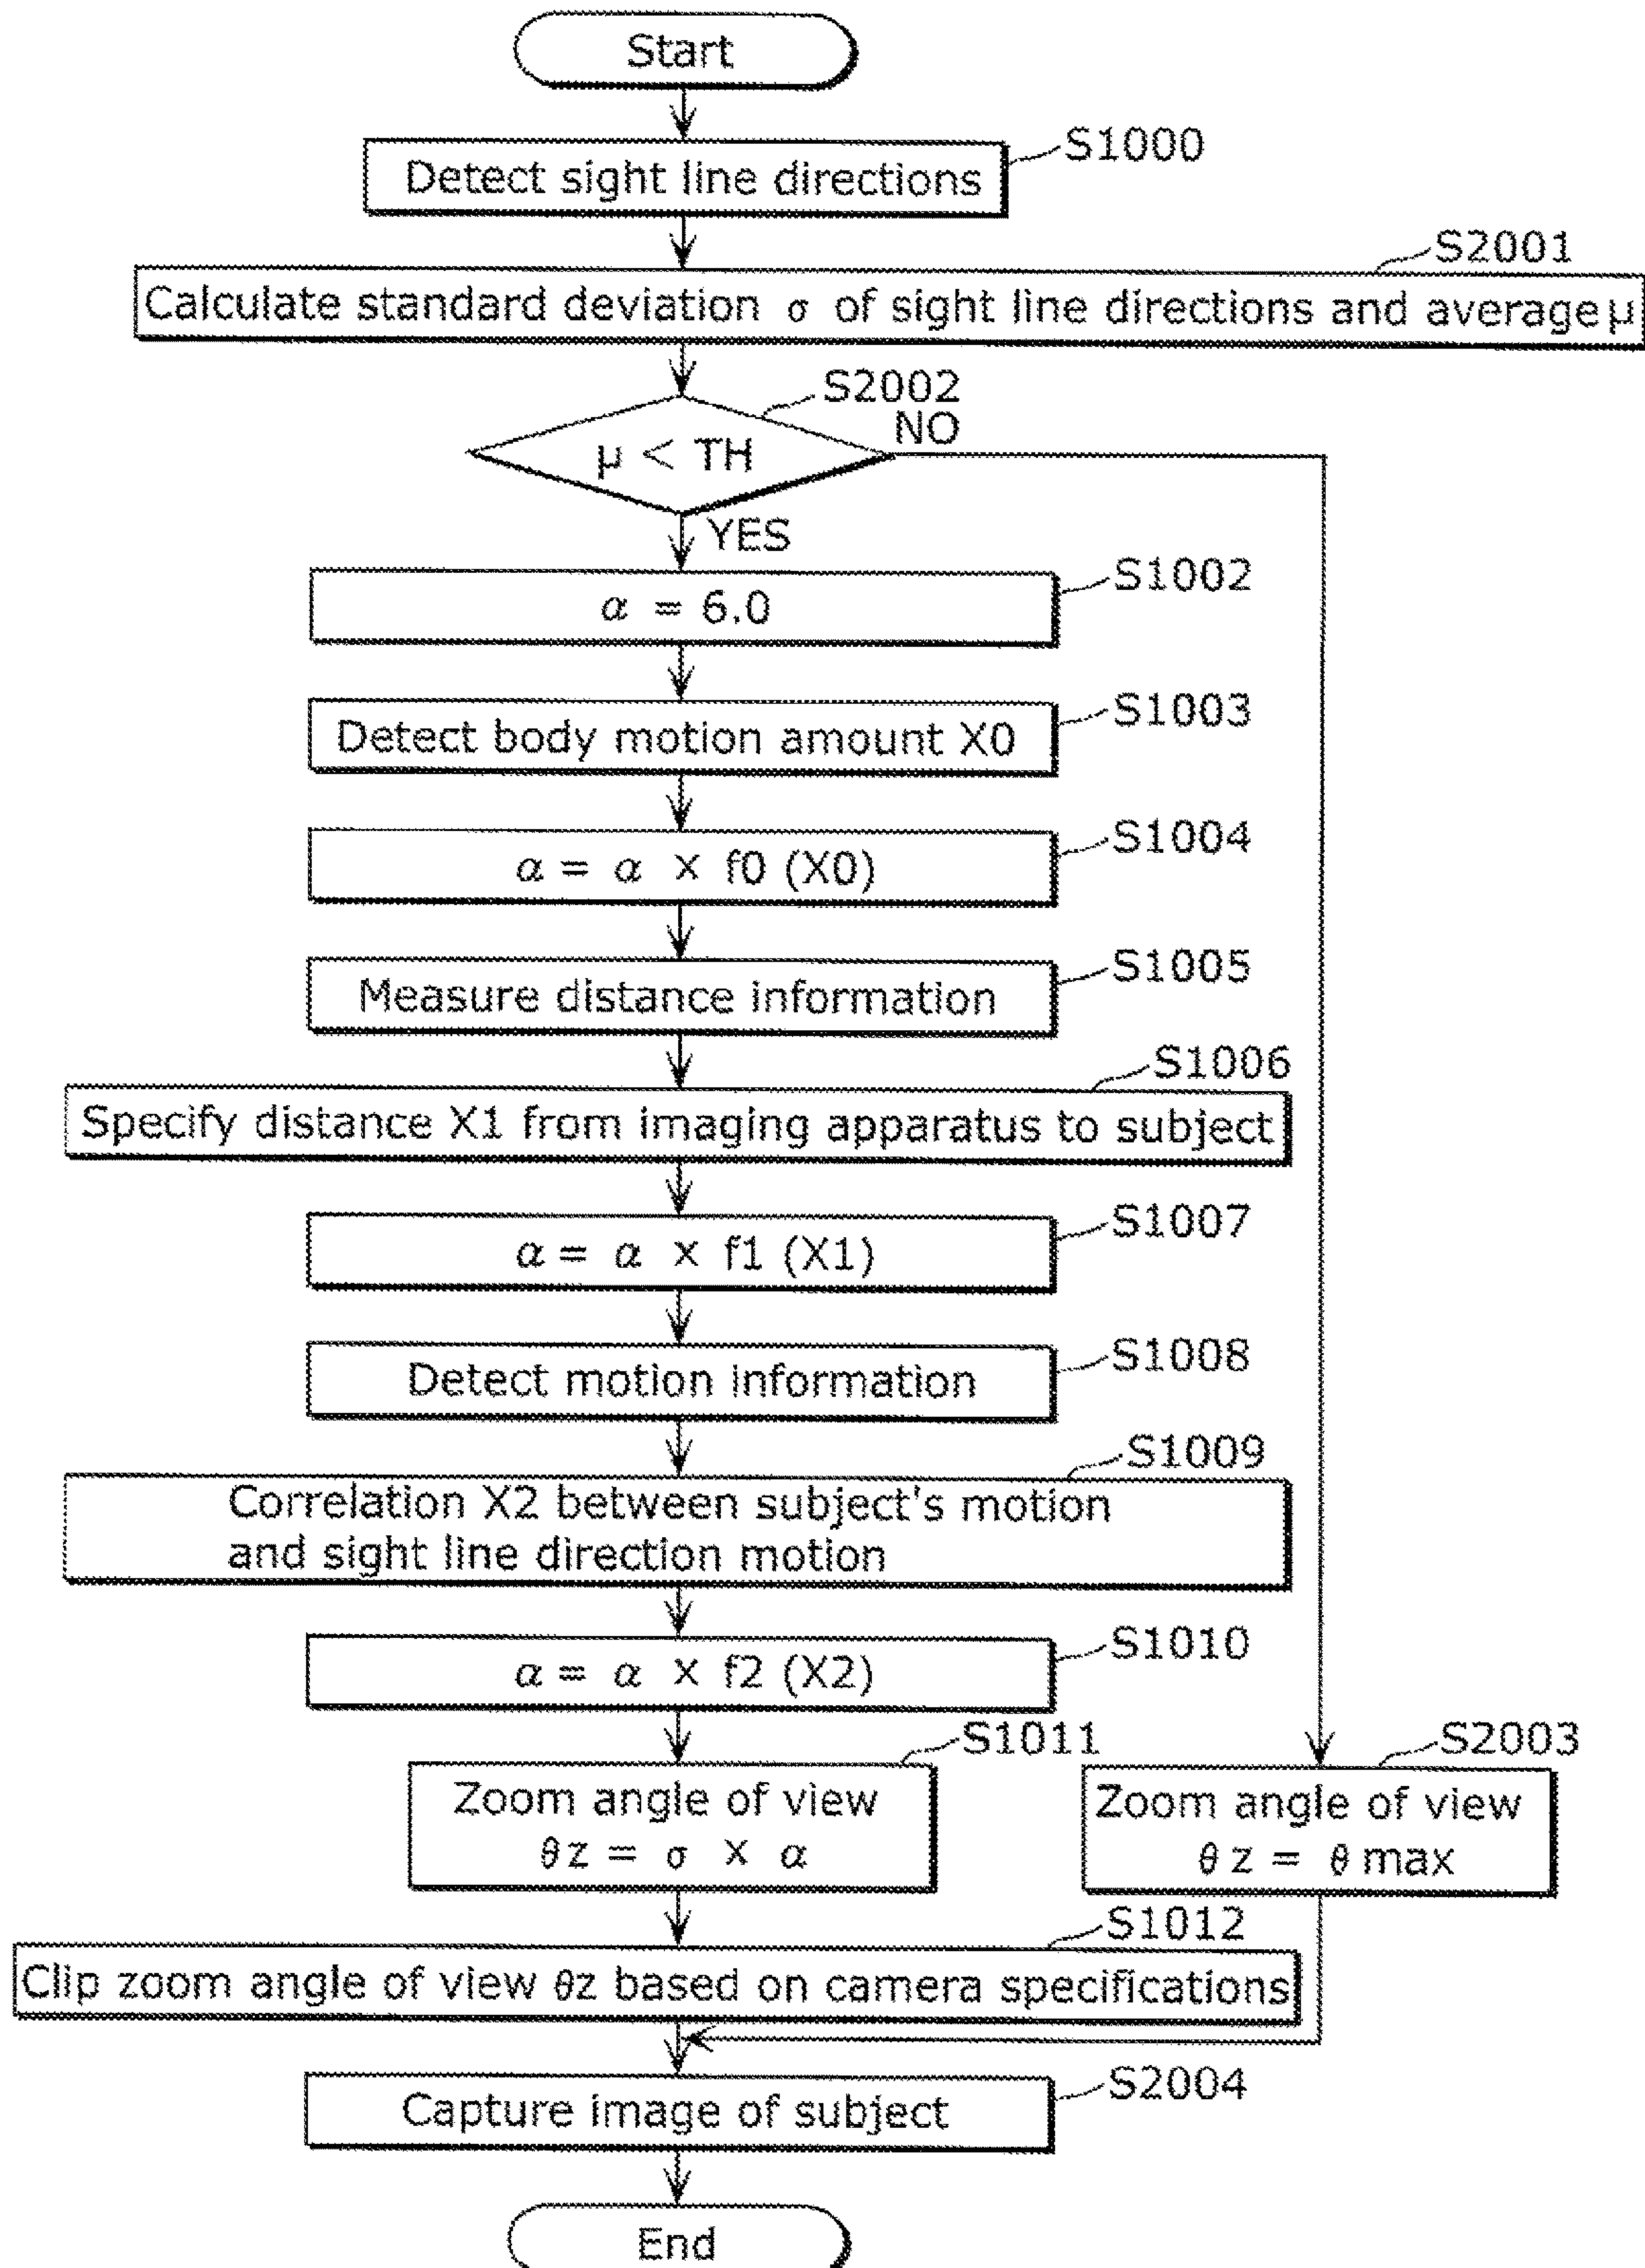 Start
S1000
Detect sight line directions
S2001
Calculate standard deviation σ of sight line directions and average μ
S2002
μ < TH
NO
YES
S1002
α = 6.0
S1003
Detect body motion amount X0
S1004
α = α × f0 (X0)
S1005
Measure distance information
S1006
Specify distance X1 from imaging apparatus to subject
S1007
α = α × f1 (X1)
S1008
Detect motion information
S1009
Correlation X2 between subject's motion
and sight line direction motion
S1010
α = α × f2 (X2)
S1011
Zoom angle of view
θz = σ × α
S2003
Zoom angle of view
θz = θmax
S1012
Clip zoom angle of view θz based on camera specifications
S2004
Capture image of subject
End